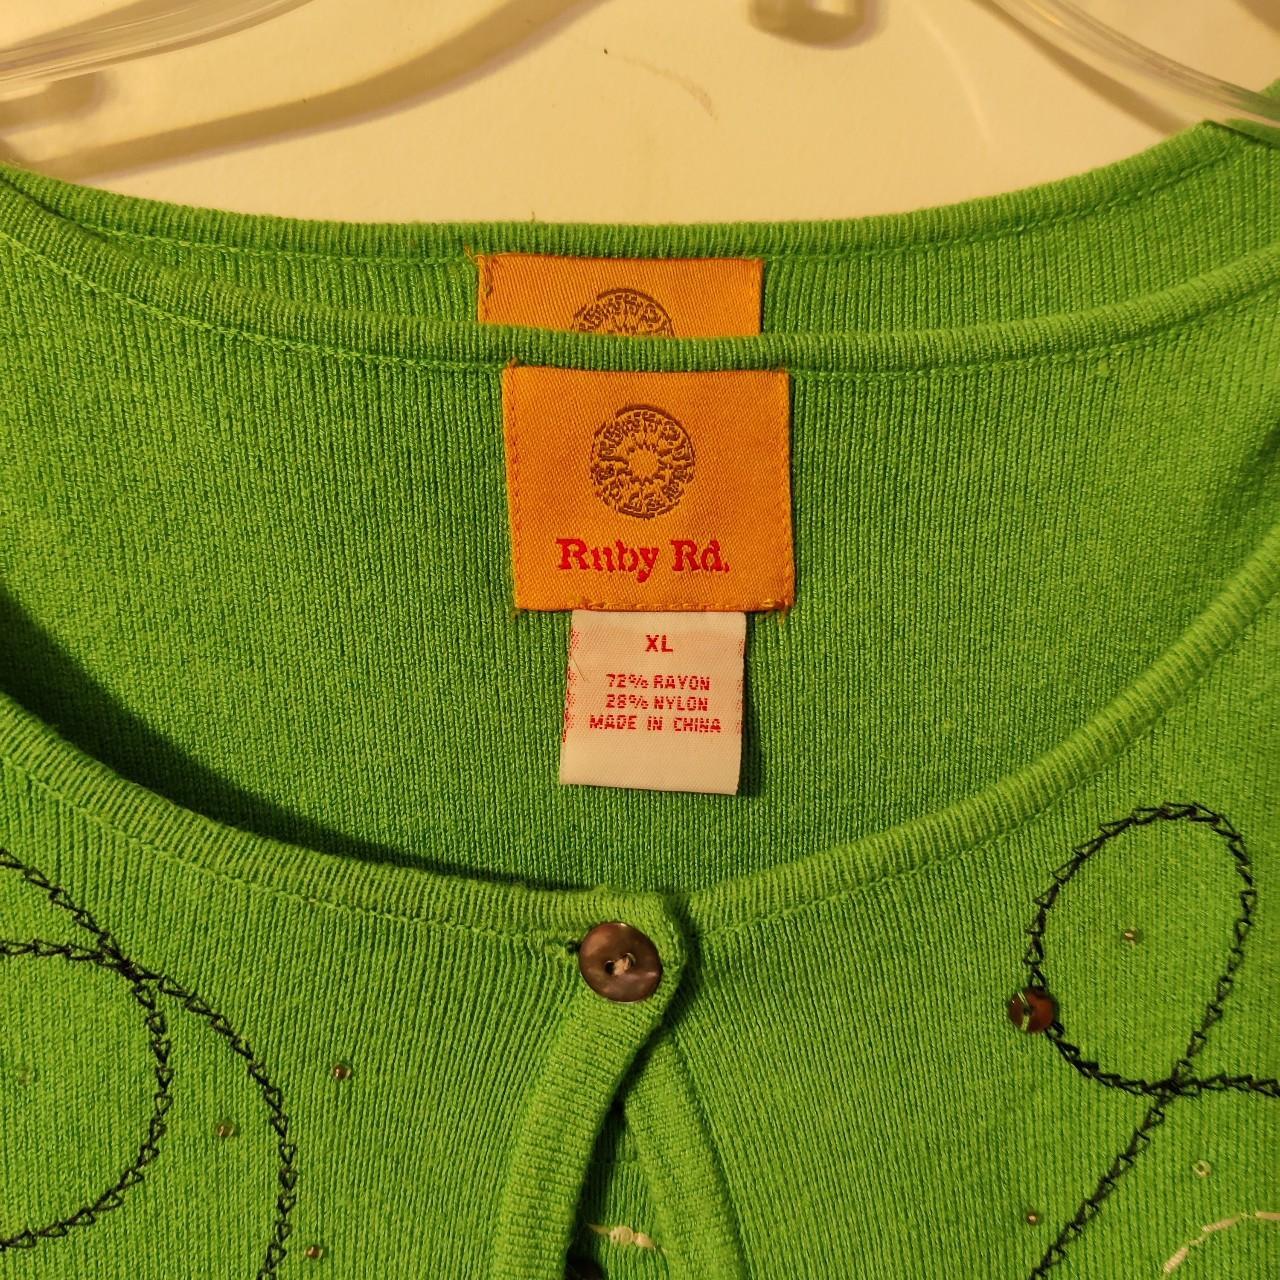 Ruby Rd.
XL
72% RAYON
28% NYLON
MADE IN CHINA